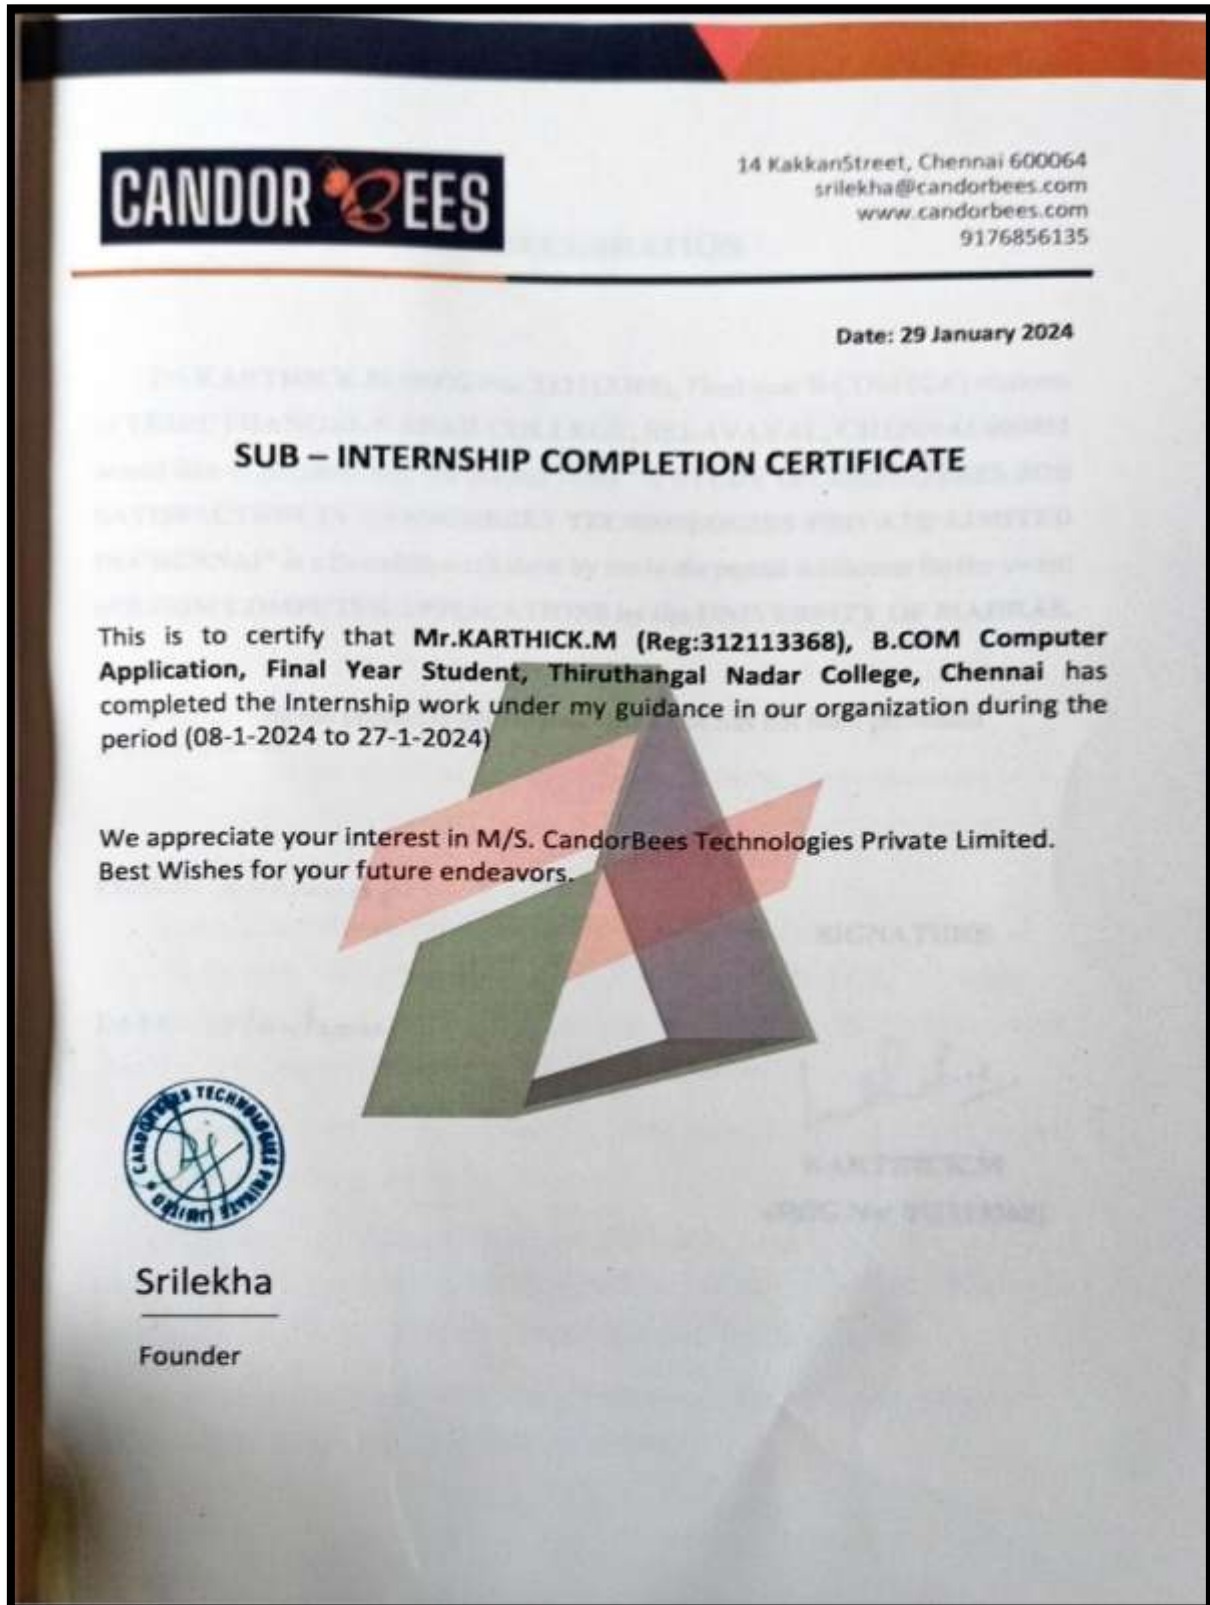 CANDOR BEES
14 KakkanStreet, Chennai 600064
srilekha@candorbees.com
www.candorbees.com
9176856135
Date: 29 January 2024
SUB – INTERNSHIP COMPLETION CERTIFICATE
This is to certify that Mr.KARTHICK.M (Reg:312113368), B.COM Computer
Application, Final Year Student, Thiruthangal Nadar College, Chennai has
completed the Internship work under my guidance in our organization during the
period (08-1-2024 to 27-1-2024)
We appreciate your interest in M/S. CandorBees Technologies Private Limited.
Best Wishes for your future endeavors.
CANDORBEES TECHNOLOGIES PRIVATE LIMITED
Srilekha
Founder